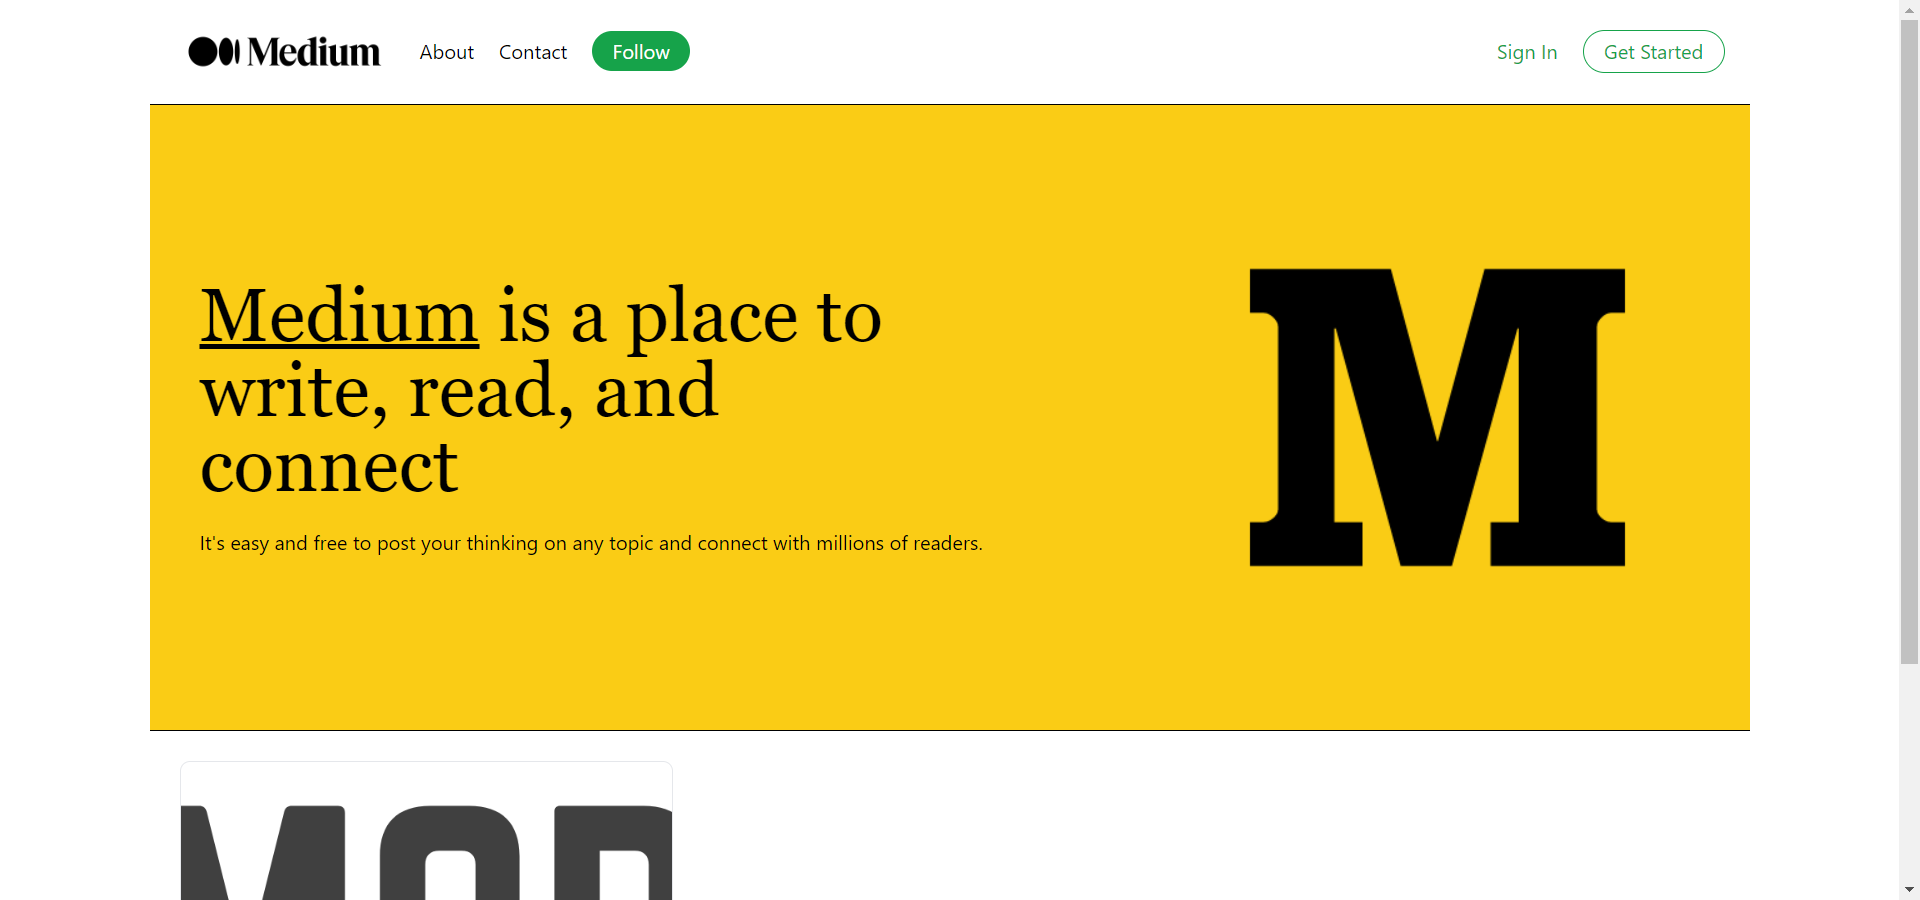 Medium About Contact Follow Sign In Get Started
Medium is a place to
write, read, and
connect
It's easy and free to post your thinking on any topic and connect with millions of readers.
M